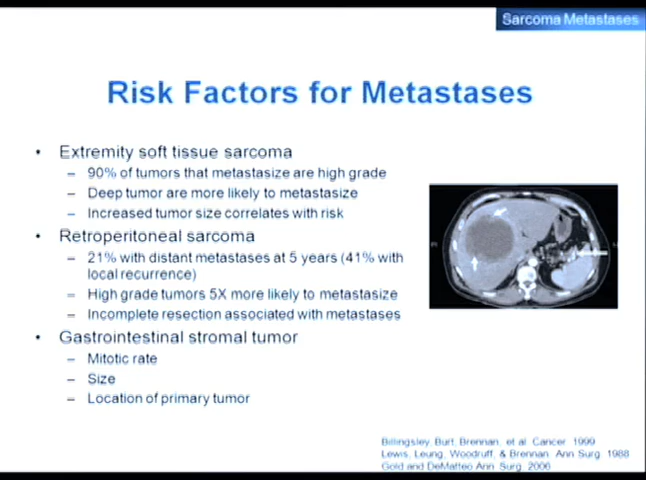 Sarcoma Metastases
Risk Factors for Metastases
• Extremity soft tissue sarcoma
– 90% of tumors that metastasize are high grade
– Deep tumor are more likely to metastasize
– Increased tumor size correlates with risk
• Retroperitoneal sarcoma
– 21% with distant metastases at 5 years (41% with
local recurrence)
– High grade tumors 5X more likely to metastasize
– Incomplete resection associated with metastases
• Gastrointestinal stromal tumor
– Mitotic rate
– Size
– Location of primary tumor
Billingsley, Burt, Brennan, et al Cancer 1999
Lewis, Leung, Woodruff, & Brennan Ann Surg 1988
Gold and DeMatteo Ann Surg 2006